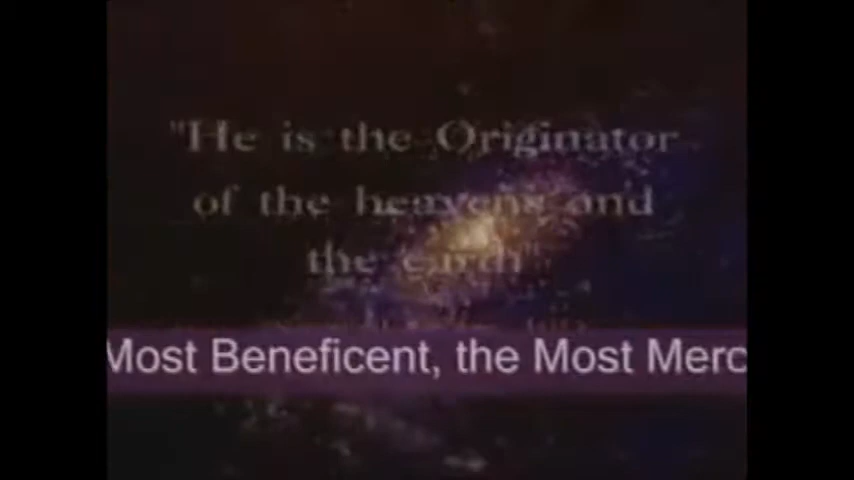 "He is the Originator
of the heavens and
the earth"
Most Beneficent, the Most Merc